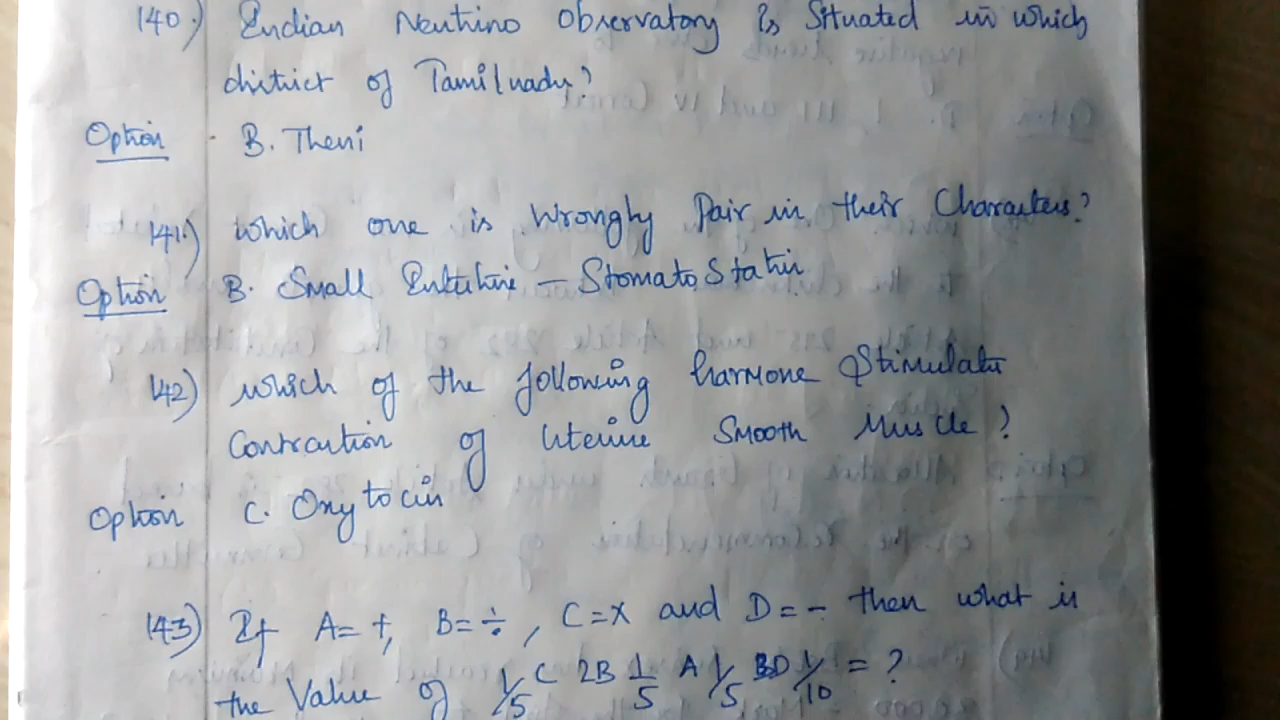 140.) Indian Neutrino Observatory is Situated in which
district of Tamilnadu?
Option B. Theni
141.) which one is Wrongly Pair in their Characters?
Option B. Small Intestine - Stomato Statin
142) which of the following harmone Stimulate
Contraction of Uterine Smooth Muscle?
Option C. Oxytocin
143) If A=+, B=÷, C=× and D=- then what is
the Value of 1/5 C 2B 1/5 A 1/5 D 1/10 = ?